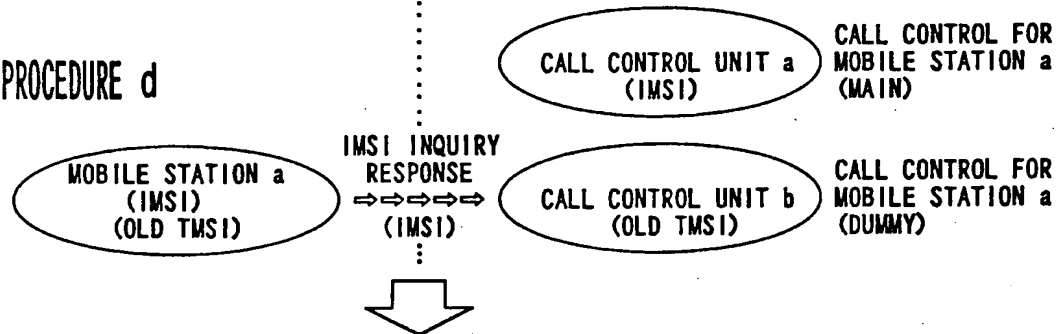 PROCEDURE d
CALL CONTROL UNIT a
(IMSI)
CALL CONTROL FOR
MOBILE STATION a
(MAIN)
MOBILE STATION a
(IMSI)
(OLD TMSI)
IMSI INQUIRY
RESPONSE
⇨⇨⇨⇨⇨
(IMSI)
CALL CONTROL UNIT b
(OLD TMSI)
CALL CONTROL FOR
MOBILE STATION a
(DUMMY)